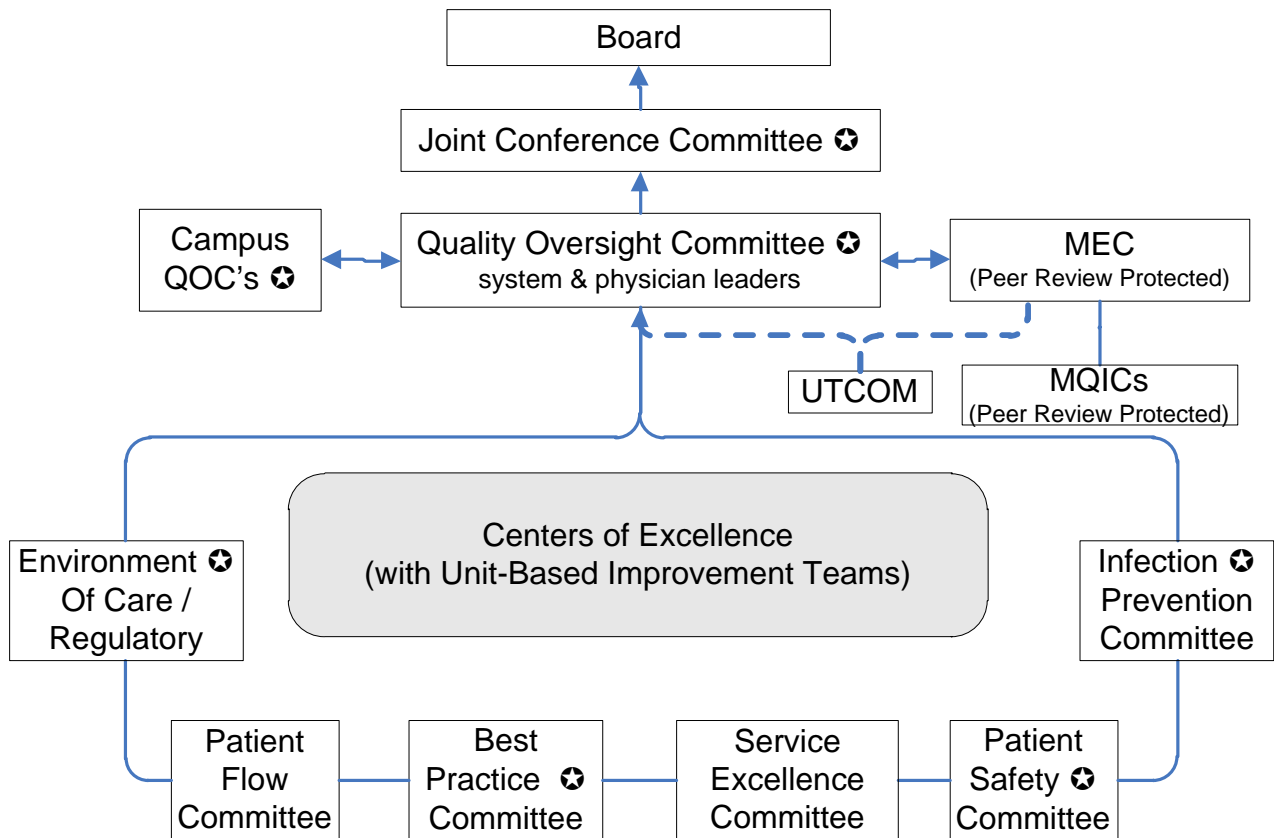 Board
Joint Conference Committee ✪
Campus
QOC's ✪
Quality Oversight Committee ✪
system & physician leaders
MEC
(Peer Review Protected)
UTCOM
MQICs
(Peer Review Protected)
Centers of Excellence
(with Unit-Based Improvement Teams)
Environment ✪
Of Care /
Regulatory
Infection ✪
Prevention
Committee
Patient
Flow
Committee
Best
Practice ✪
Committee
Service
Excellence
Committee
Patient
Safety ✪
Committee